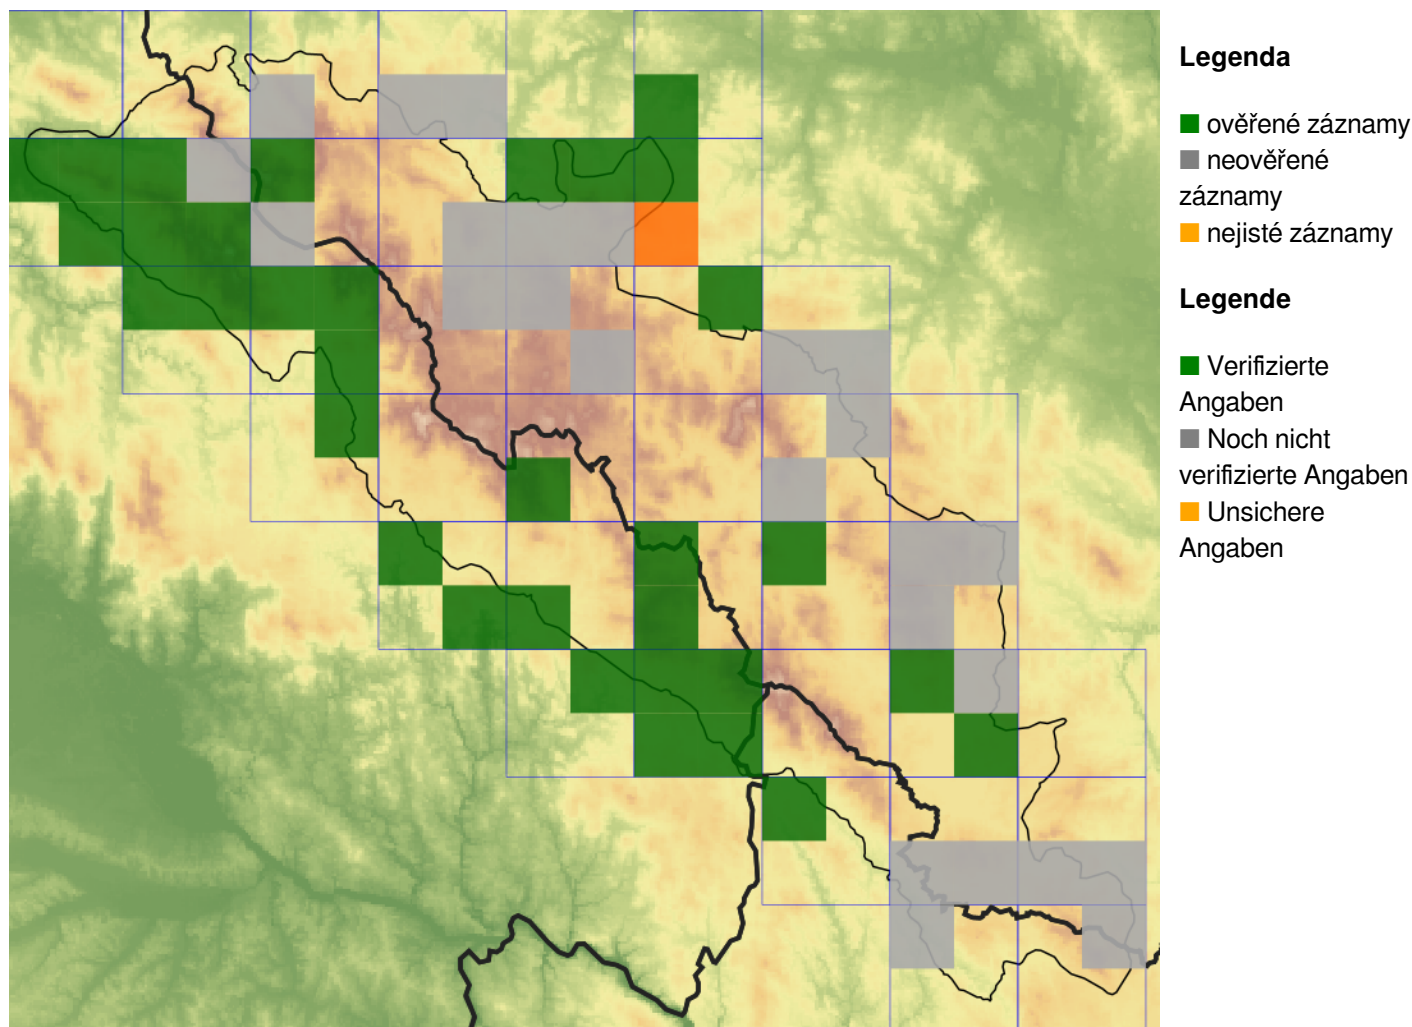 Legenda
ověřené záznamy
neověřené
záznamy
nejisté záznamy
Legende
Verifizierte
Angaben
Noch nicht
verifizierte Angaben
Unsichere
Angaben